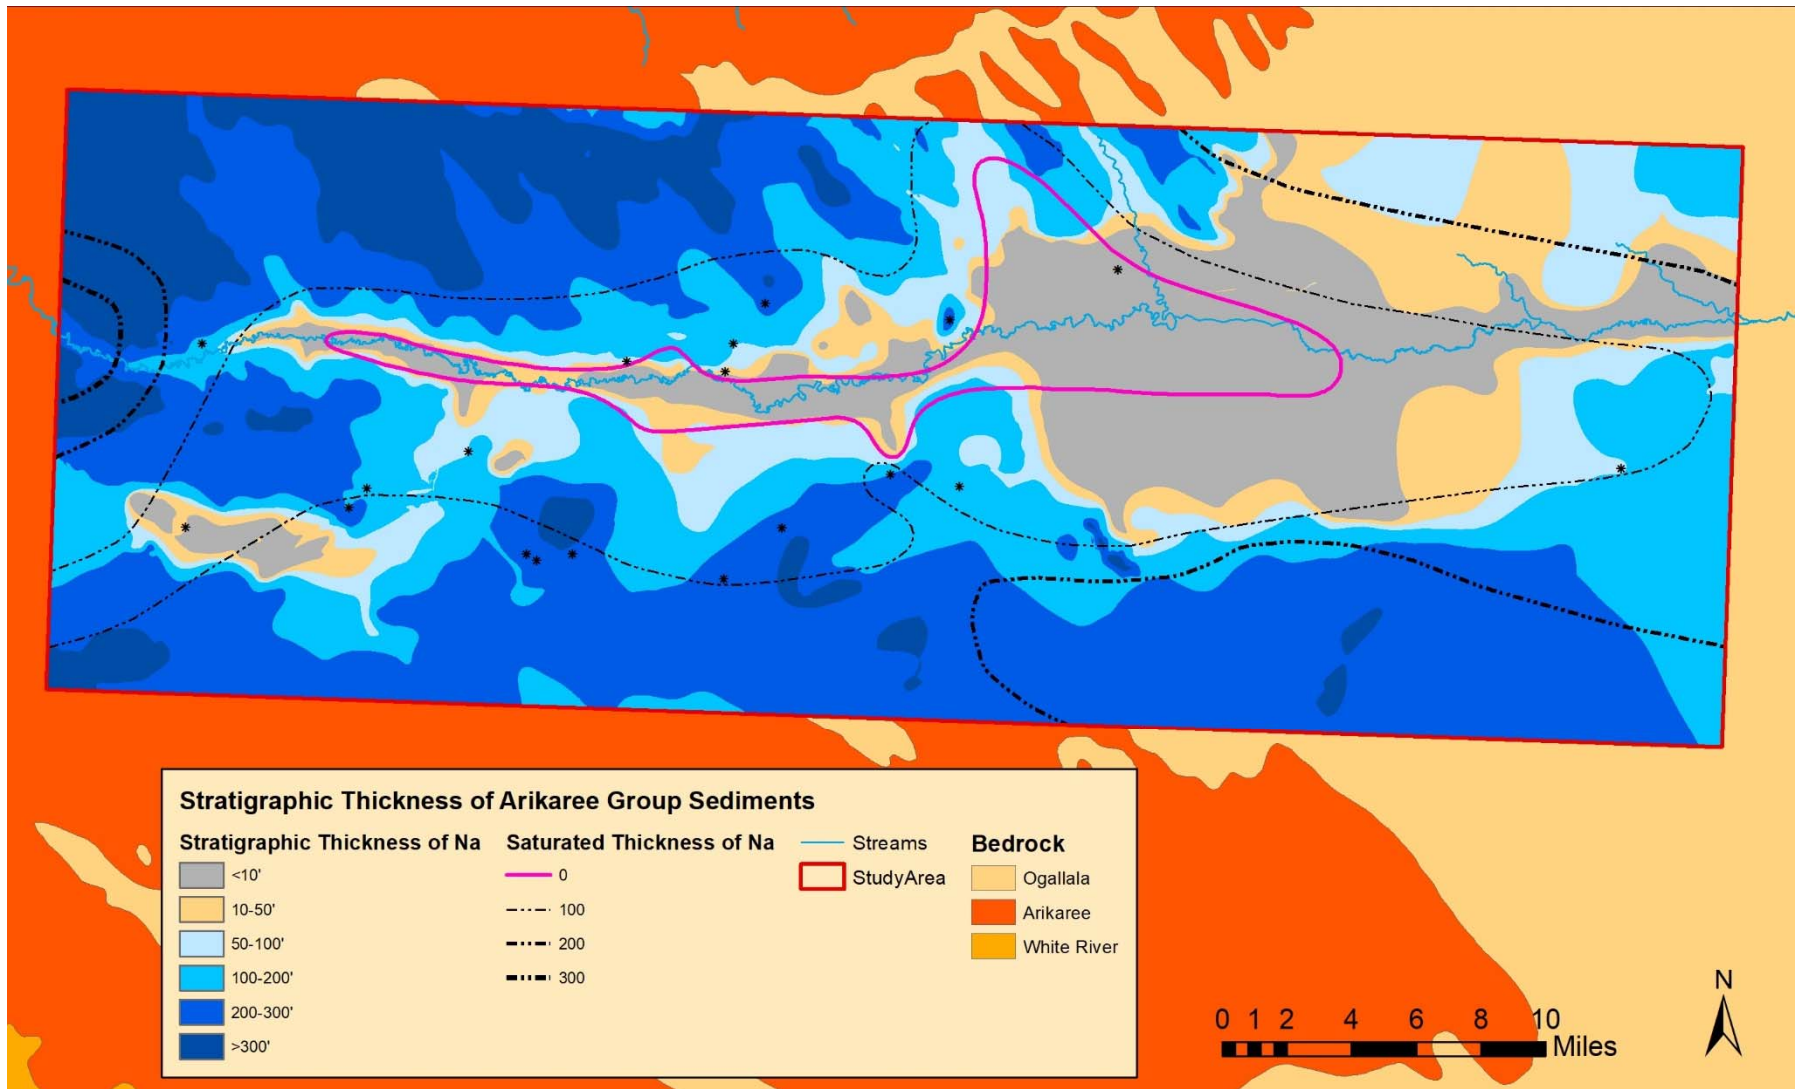 Stratigraphic Thickness of Arikaree Group Sediments
Stratigraphic Thickness of Na
<10'
10-50'
50-100'
100-200'
200-300'
>300'
Saturated Thickness of Na
0
100
200
300
Streams
StudyArea
Bedrock
Ogallala
Arikaree
White River
0 1 2 4 6 8 10
Miles
N